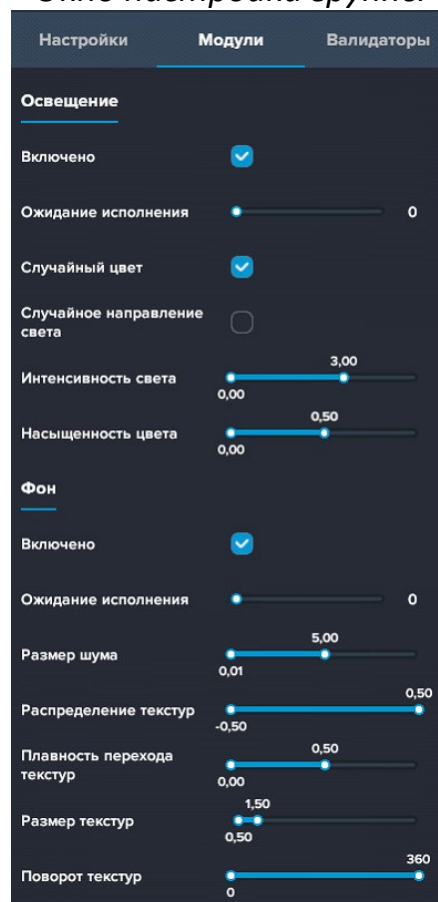 Настройки Модули Валидаторы
Освещение
Включено
Ожидание исполнения 0
Случайный цвет
Случайное направление
света
3,00
Интенсивность света
0,00
0,50
Насыщенность цвета
0,00
Фон
Включено
Ожидание исполнения 0
5,00
Размер шума
0,01
0,50
Распределение текстур
-0,50
Плавность перехода
текстур
0,50
0,00
1,50
Размер текстур
0,50
360
Поворот текстур
0